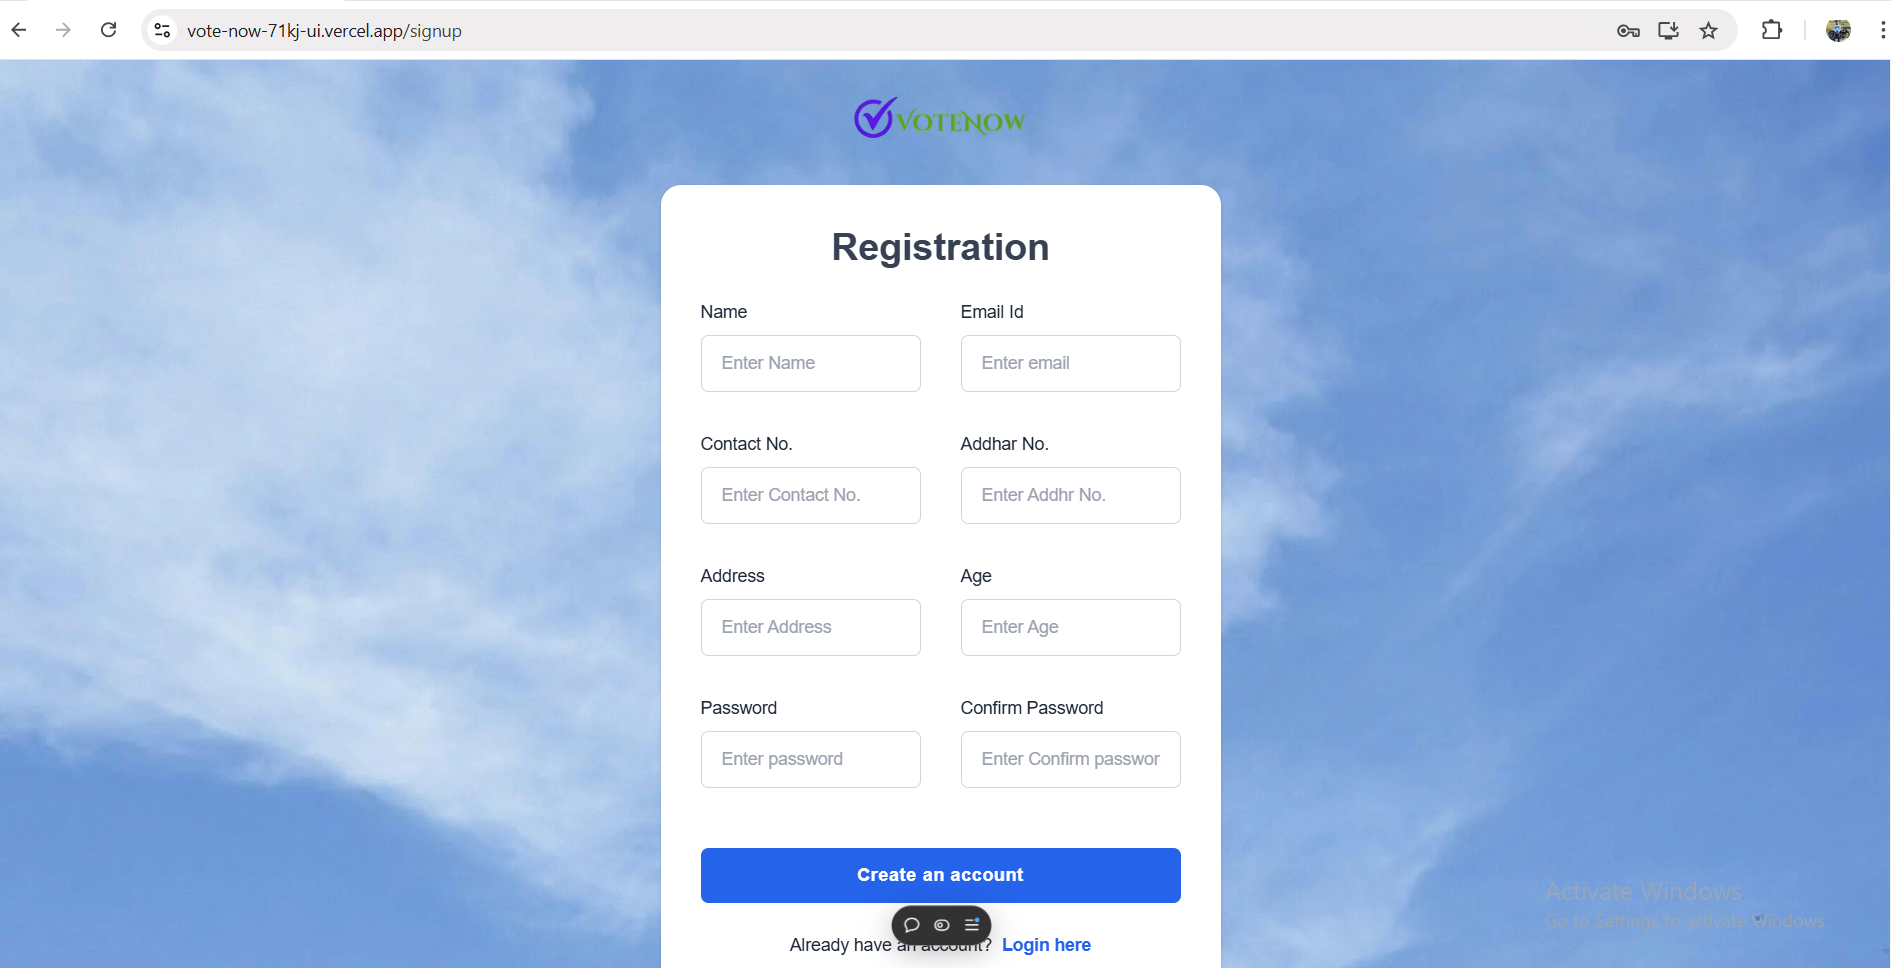 vote-now-71kj-ui.vercel.app/signup
VOTENOW
Registration
Name Email Id
Enter Name Enter email
Contact No. Addhar No.
Enter Contact No. Enter Addhr No.
Address Age
Enter Address Enter Age
Password Confirm Password
Enter password Enter Confirm passwor
Create an account
Already have an account? Login here
Activate Windows
Go to Settings to activate Windows.